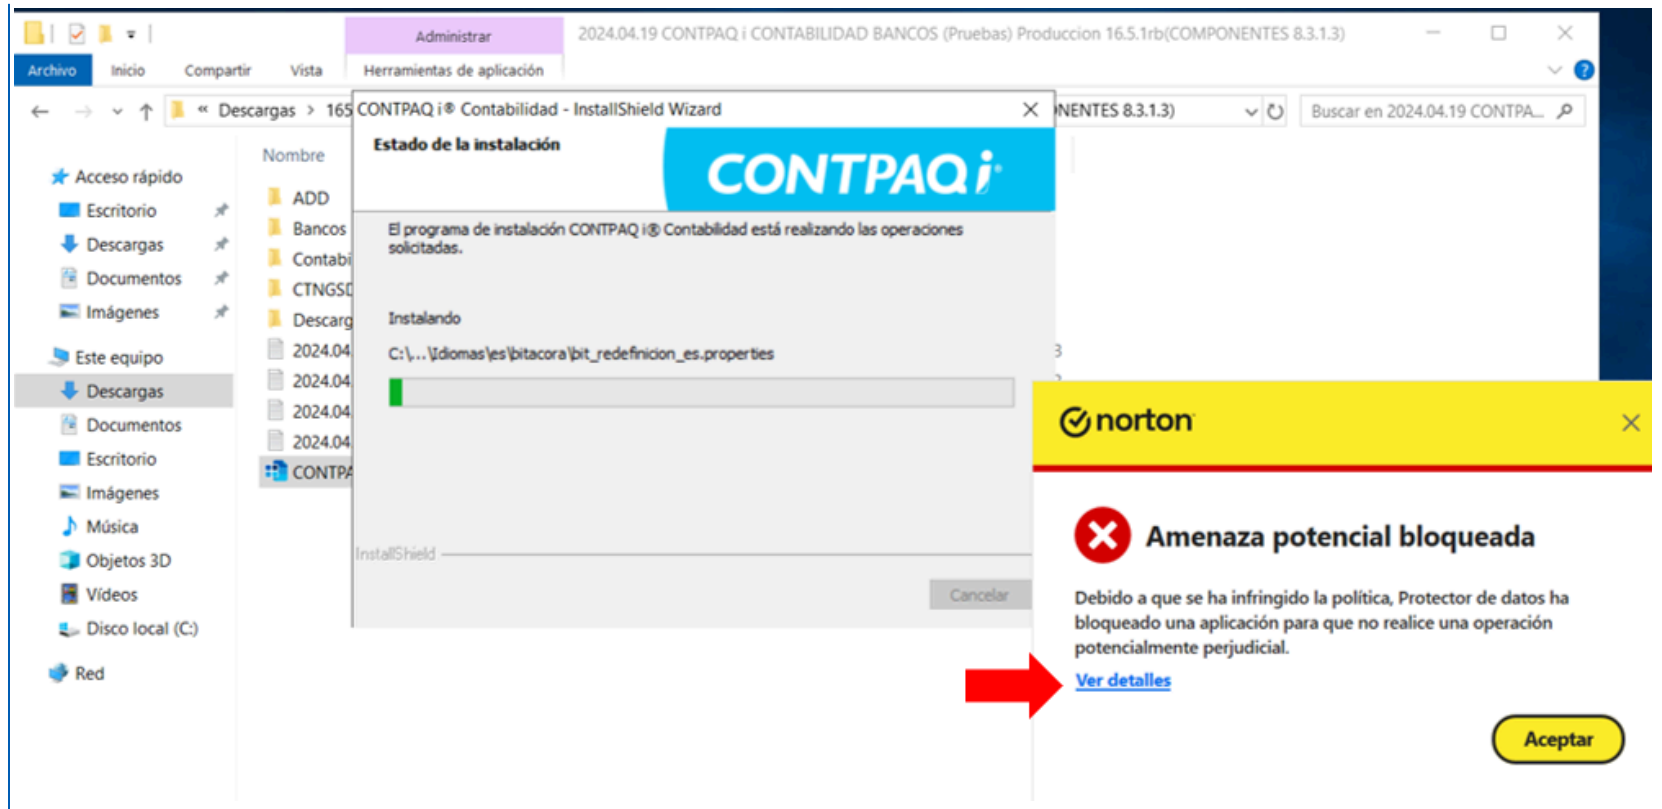 Administrar
2024.04.19 CONTPAQ i CONTABILIDAD BANCOS (Pruebas) Produccion 16.5.1rb(COMPONENTES 8.3.1.3)
Archivo
Inicio
Compartir
Vista
Herramientas de aplicación
« Descargas > 165
NENTES 8.3.1.3)
Buscar en 2024.04.19 CONTPA...
Acceso rápido
Escritorio
Descargas
Documentos
Imágenes
Este equipo
Descargas
Documentos
Escritorio
Imágenes
Música
Objetos 3D
Vídeos
Disco local (C:)
Red
Nombre
ADD
Bancos
Contabi
CTNGSD
Descarg
2024.04
2024.04
2024.04
2024.04
CONTPA
3
CONTPAQ i® Contabilidad - InstallShield Wizard
Estado de la instalación
CONTPAQ i®
El programa de instalación CONTPAQ i® Contabilidad está realizando las operaciones
solicitadas.
Instalando
C:\...\Idiomas\es\bitacora\bit_redefinicion_es.properties
InstallShield
Cancelar
norton
Amenaza potencial bloqueada
Debido a que se ha infringido la política, Protector de datos ha
bloqueado una aplicación para que no realice una operación
potencialmente perjudicial.
Ver detalles
Aceptar